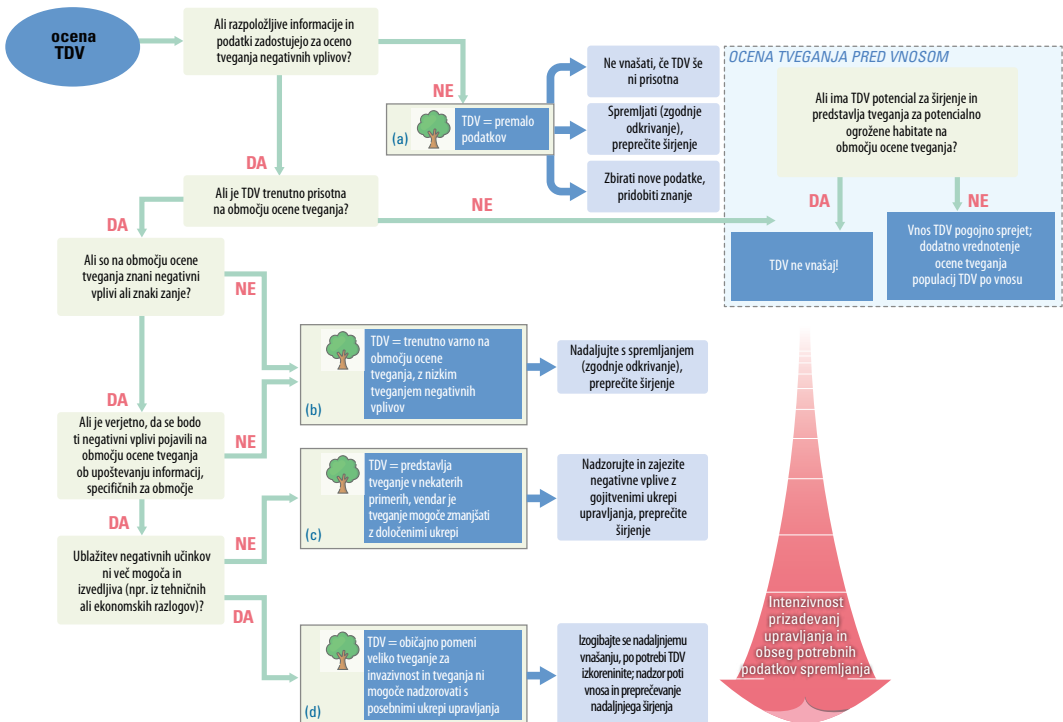 ocena
TDV
Ali razpoložljive informacije in
podatki zadostujejo za oceno
tveganja negativnih vplivov?
NE
DA
(a)
TDV = premalo
podatkov
Ne vnašati, če TDV še
ni prisotna
Spremljati (zgodnje
odkrivanje),
preprečite širjenje
Zbirati nove podatke,
pridobiti znanje
OCENA TVEGANJA PRED VNOSOM
Ali ima TDV potencial za širjenje in
predstavlja tveganja za potencialno
ogrožene habitate na
območju ocene tveganja?
DA
NE
TDV ne vnašaj!
Vnos TDV pogojno sprejet;
dodatno vrednotenje
ocene tveganja
populacij TDV po vnosu
Ali je TDV trenutno prisotna
na območju ocene tveganja?
NE
DA
Ali so na območju ocene
tveganja znani negativni
vplivi ali znaki zanje?
NE
DA
(b)
TDV = trenutno varno na
območju ocene
tveganja, z nizkim
tveganjem negativnih
vplivov
Nadaljujte s spremljanjem
(zgodnje odkrivanje),
preprečite širjenje
Ali je verjetno, da se bodo
ti negativni vplivi pojavili na
območju ocene tveganja
ob upoštevanju informacij,
specifičnih za območje
NE
DA
(c)
TDV = predstavlja
tveganje v nekaterih
primerih, vendar je
tveganje mogoče zmanjšati
z določenimi ukrepi
Nadzorujte in zajezite
negativne vplive z
gojitvenimi ukrepi
upravljanja, preprečite
širjenje
Ublažitev negativnih učinkov
ni več mogoča in
izvedljiva (npr. iz tehničnih
ali ekonomskih razlogov)?
NE
DA
(d)
TDV = običajno pomeni
veliko tveganje za
invazivnost in tveganja ni
mogoče nadzorovati s
posebnimi ukrepi upravljanja
Izogibajte se nadaljnjemu
vnašanju, po potrebi TDV
izkoreninite; nadzor poti
vnosa in preprečevanje
nadaljnjega širjenja
Intenzivnost
prizadevanj
upravljanja in
obseg potrebnih
podatkov spremljanja